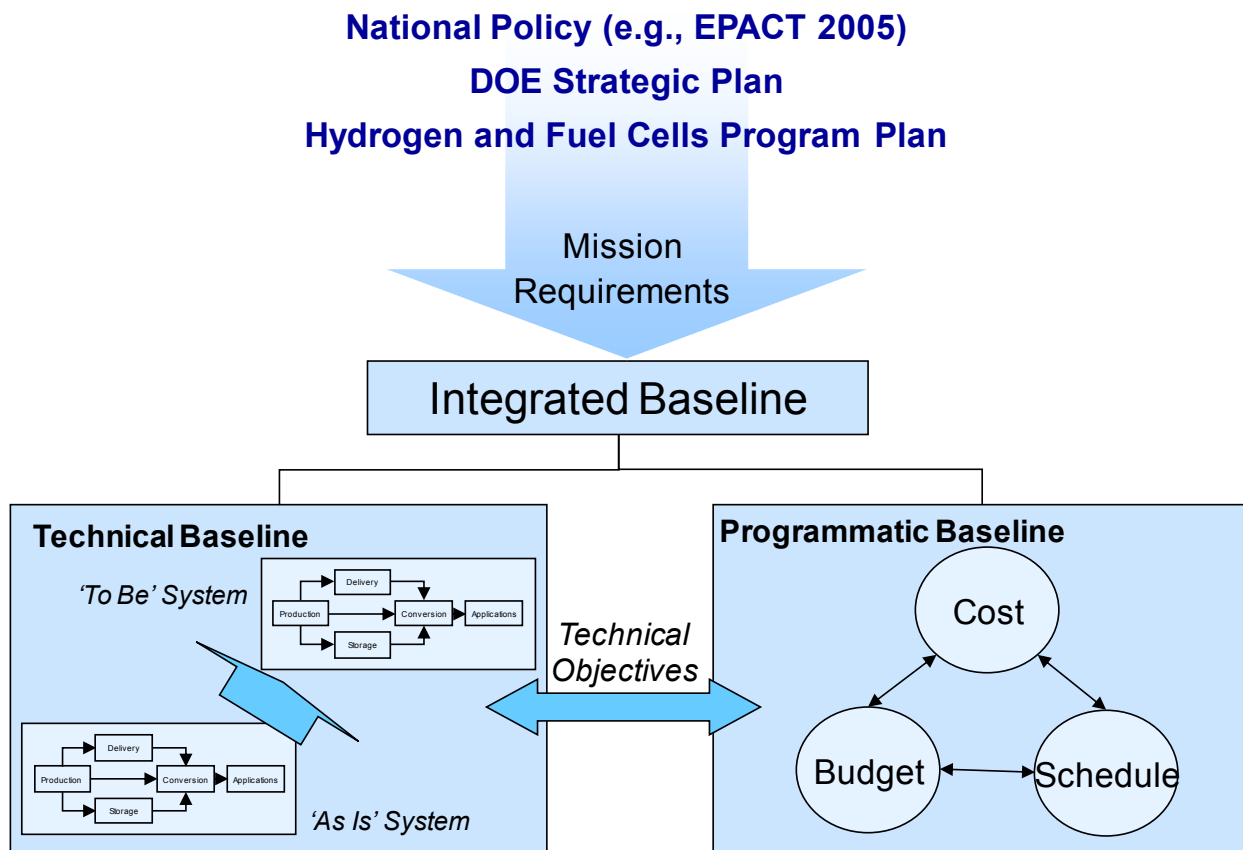 National Policy (e.g., EPACT 2005)
DOE Strategic Plan
Hydrogen and Fuel Cells Program Plan
Mission
Requirements
Integrated Baseline
Technical Baseline
'To Be' System
Delivery
Production
Conversion
Applications
Storage
Delivery
Production
Conversion
Applications
Storage
'As Is' System
Technical
Objectives
Programmatic Baseline
Cost
Budget
Schedule